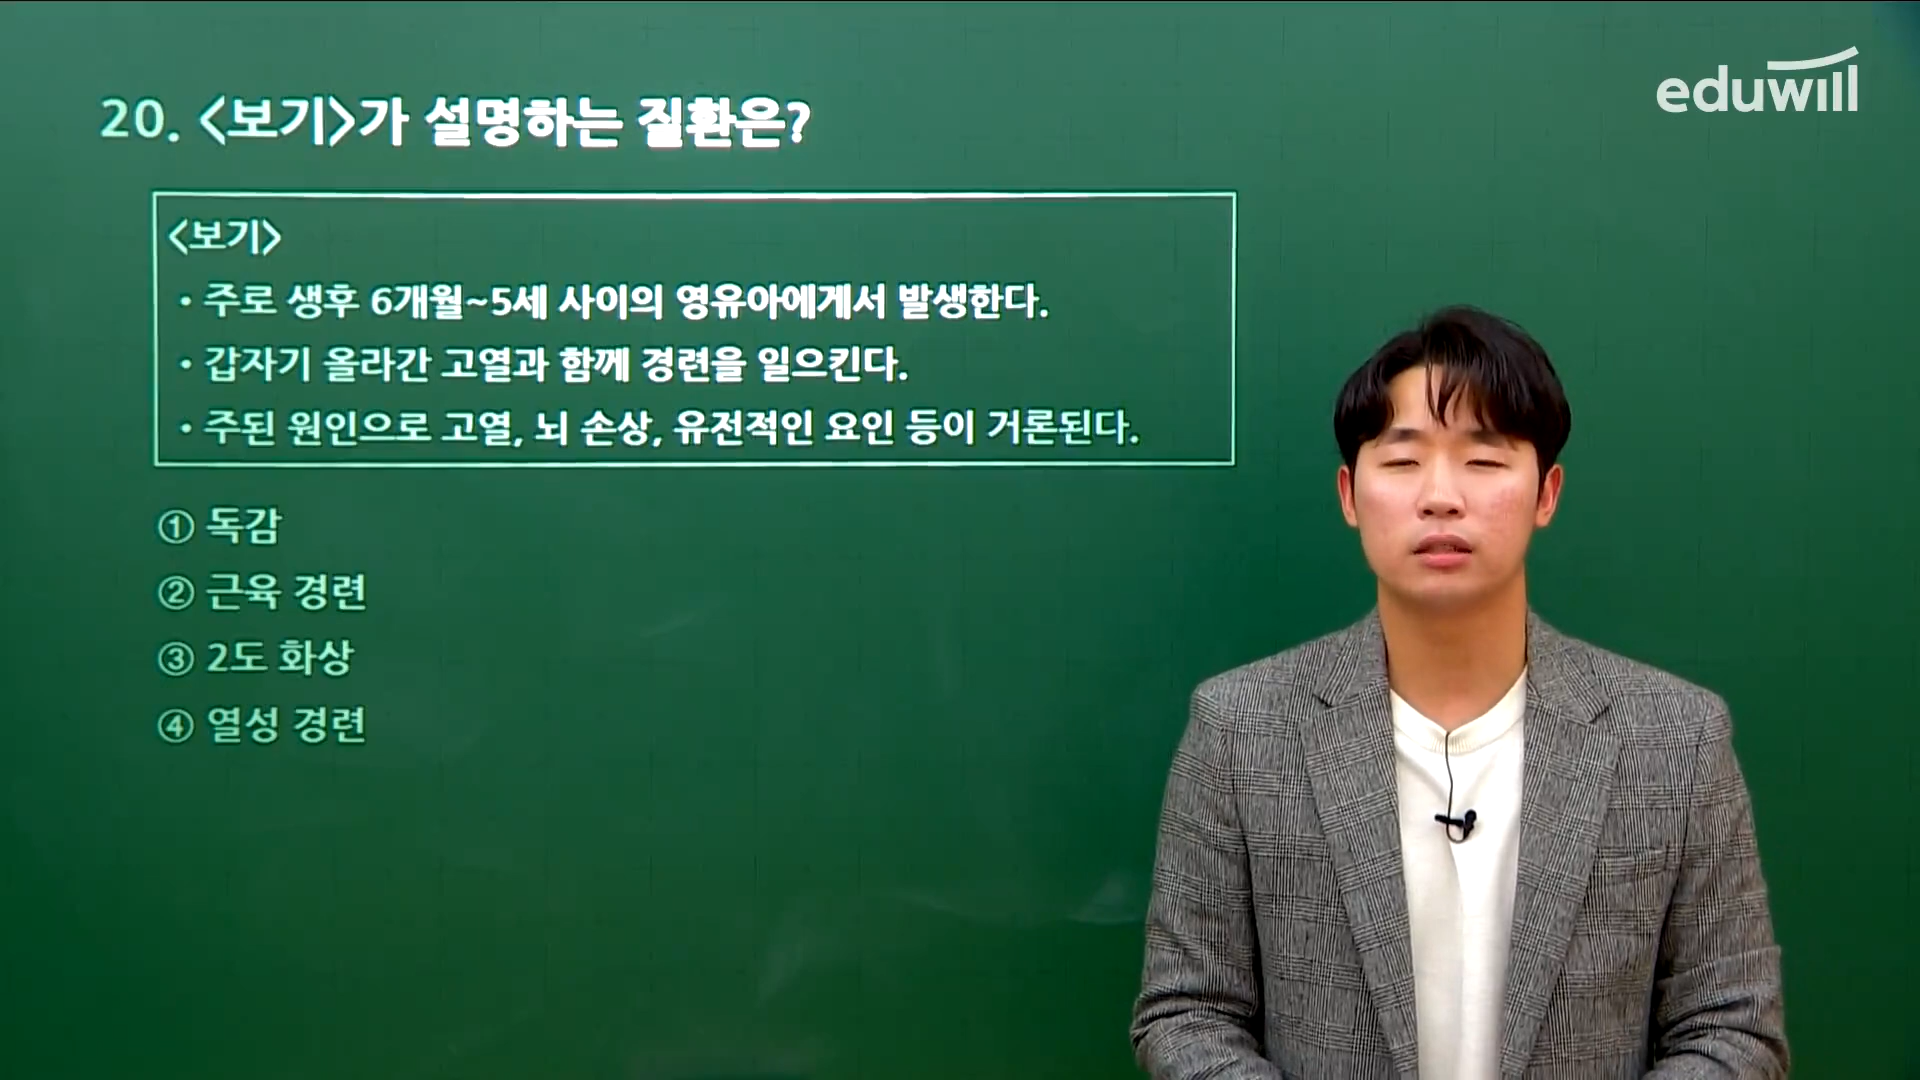 eduwill
20. <보기>가 설명하는 질환은?
<보기>
• 주로 생후 6개월~5세 사이의 영유아에게서 발생한다.
• 갑자기 올라간 고열과 함께 경련을 일으킨다.
• 주된 원인으로 고열, 뇌 손상, 유전적인 요인 등이 거론된다.
① 독감
② 근육 경련
③ 2도 화상
④ 열성 경련